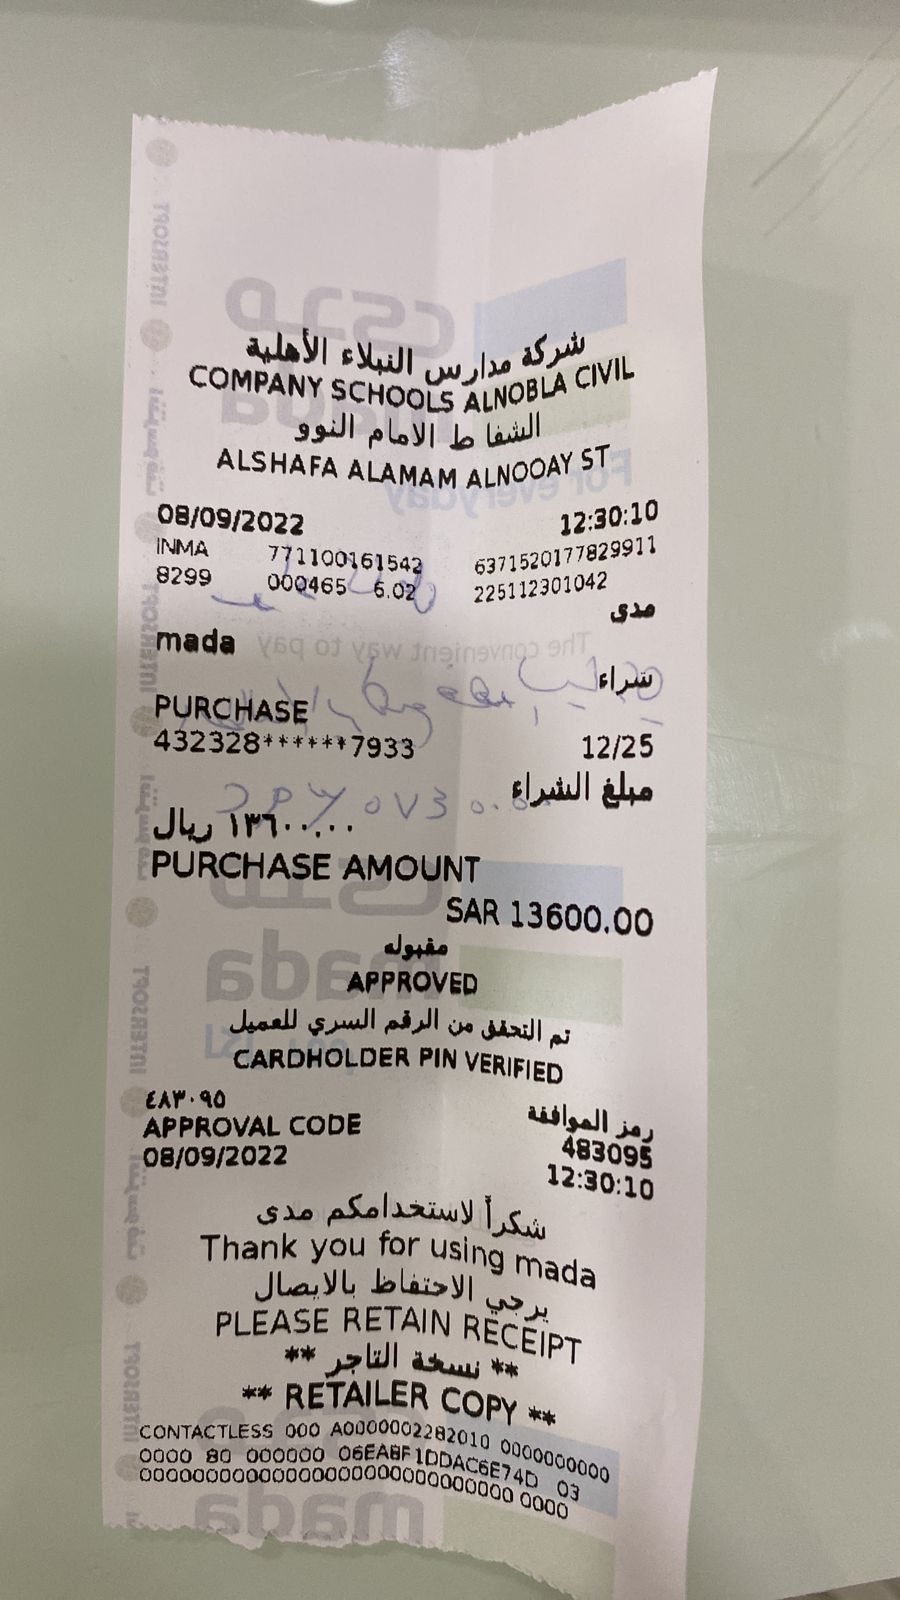 شركة مدارس النبلاء الأهلية
COMPANY SCHOOLS ALNOBLA CIVIL
الشفا ط الامام النوو
ALSHAFA ALAMAM ALNOOAY ST
08/09/2022 12:30:10
INMA 771100161542 6371520177829911
8299 000465 6.02 225112301042
مدى
mada
شراء
PURCHASE
432328******7933 12/25
مبلغ الشراء
١٣٦٠٠.٠٠ ريال
PURCHASE AMOUNT
SAR 13600.00
مقبوله
APPROVED
تم التحقق من الرقم السري للعميل
CARDHOLDER PIN VERIFIED
٤٨٣٠٩٥ رمز الموافقة
APPROVAL CODE 483095
08/09/2022 12:30:10
شكراً لاستخدامكم مدى
Thank you for using mada
يرجي الاحتفاظ بالايصال
PLEASE RETAIN RECEIPT
** نسخة التاجر **
** RETAILER COPY **
CONTACTLESS 000 A0000002282010 0000000000
0000 80 000000 06EA8F1DDAC6E74D 03